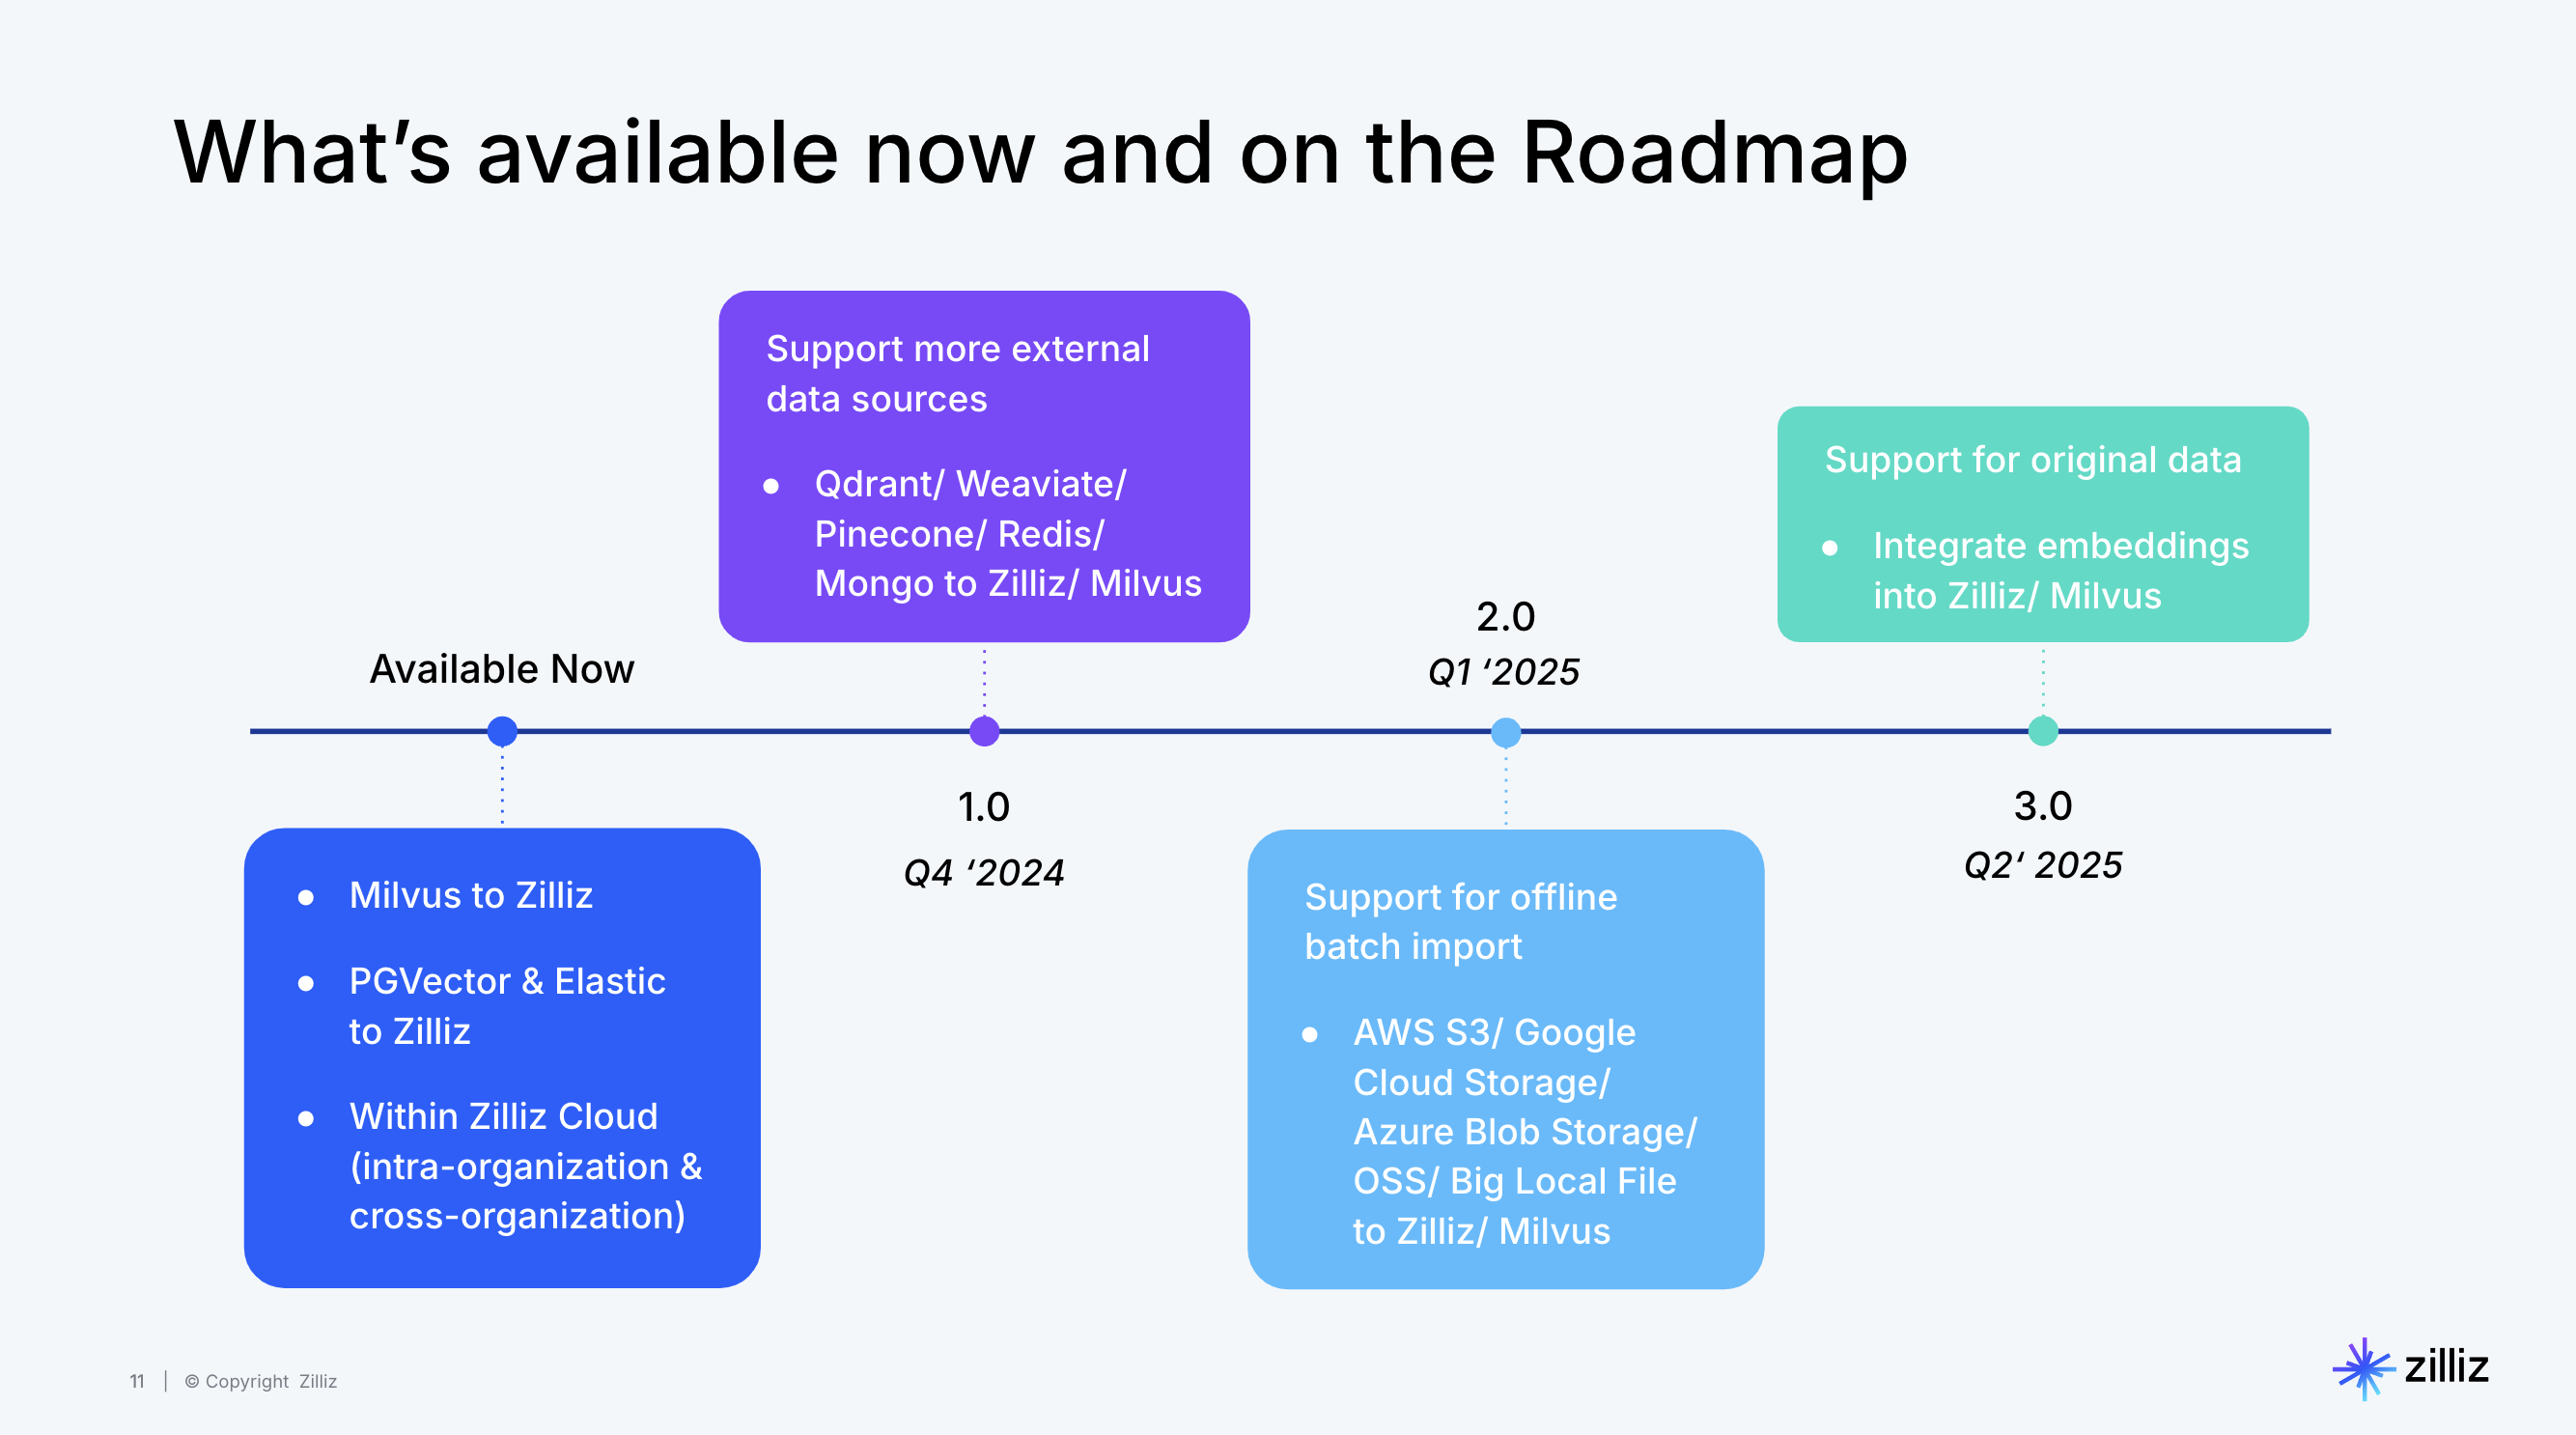 What’s available now and on the Roadmap
Support more external
data sources
● Qdrant/ Weaviate/
Pinecone/ Redis/
Mongo to Zilliz/ Milvus
Support for original data
● Integrate embeddings
into Zilliz/ Milvus
Available Now
2.0
Q1 ‘2025
1.0
Q4 ‘2024
3.0
Q2‘ 2025
● Milvus to Zilliz
● PGVector & Elastic
to Zilliz
● Within Zilliz Cloud
(intra-organization &
cross-organization)
Support for offline
batch import
● AWS S3/ Google
Cloud Storage/
Azure Blob Storage/
OSS/ Big Local File
to Zilliz/ Milvus
11 | © Copyright Zilliz
zilliz